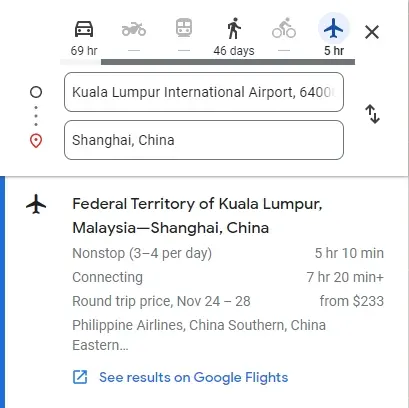 69 hr
—
—
46 days
—
5 hr
Kuala Lumpur International Airport, 64000
Shanghai, China
Federal Territory of Kuala Lumpur,
Malaysia—Shanghai, China
Nonstop (3–4 per day) 5 hr 10 min
Connecting 7 hr 20 min+
Round trip price, Nov 24 – 28 from $233
Philippine Airlines, China Southern, China
Eastern…
See results on Google Flights